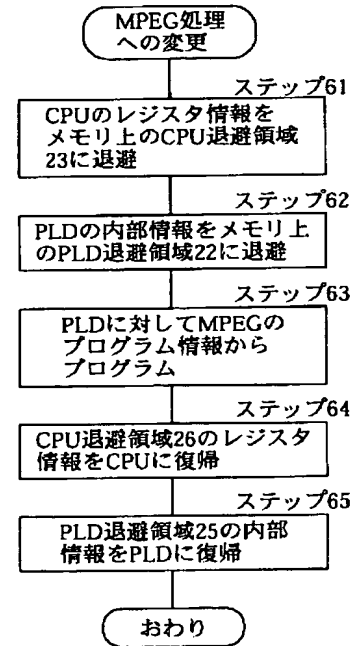 MPEG処理
への変更
ステップ61
CPUのレジスタ情報を
メモリ上のCPU退避領域
23に退避
ステップ62
PLDの内部情報をメモリ上
のPLD退避領域22に退避
ステップ63
PLDに対してMPEGの
プログラム情報から
プログラム
ステップ64
CPU退避領域26のレジスタ
情報をCPUに復帰
ステップ65
PLD退避領域25の内部
情報をPLDに復帰
おわり